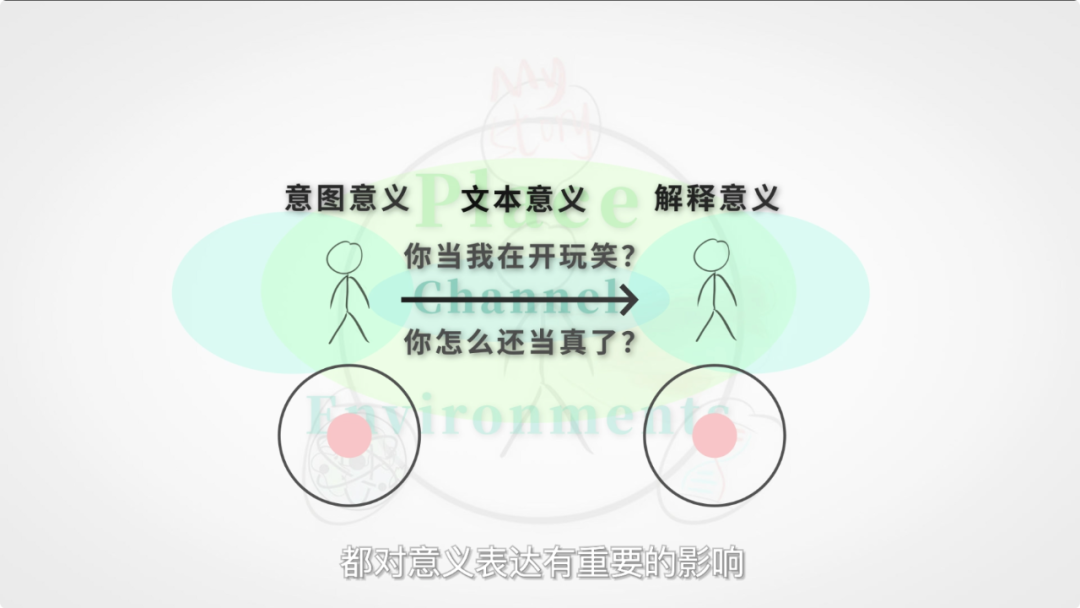 My
story
意图意义 文本意义 解释意义
Place
你当我在开玩笑？
Channel
你怎么还当真了？
Environments
都对意义表达有重要的影响